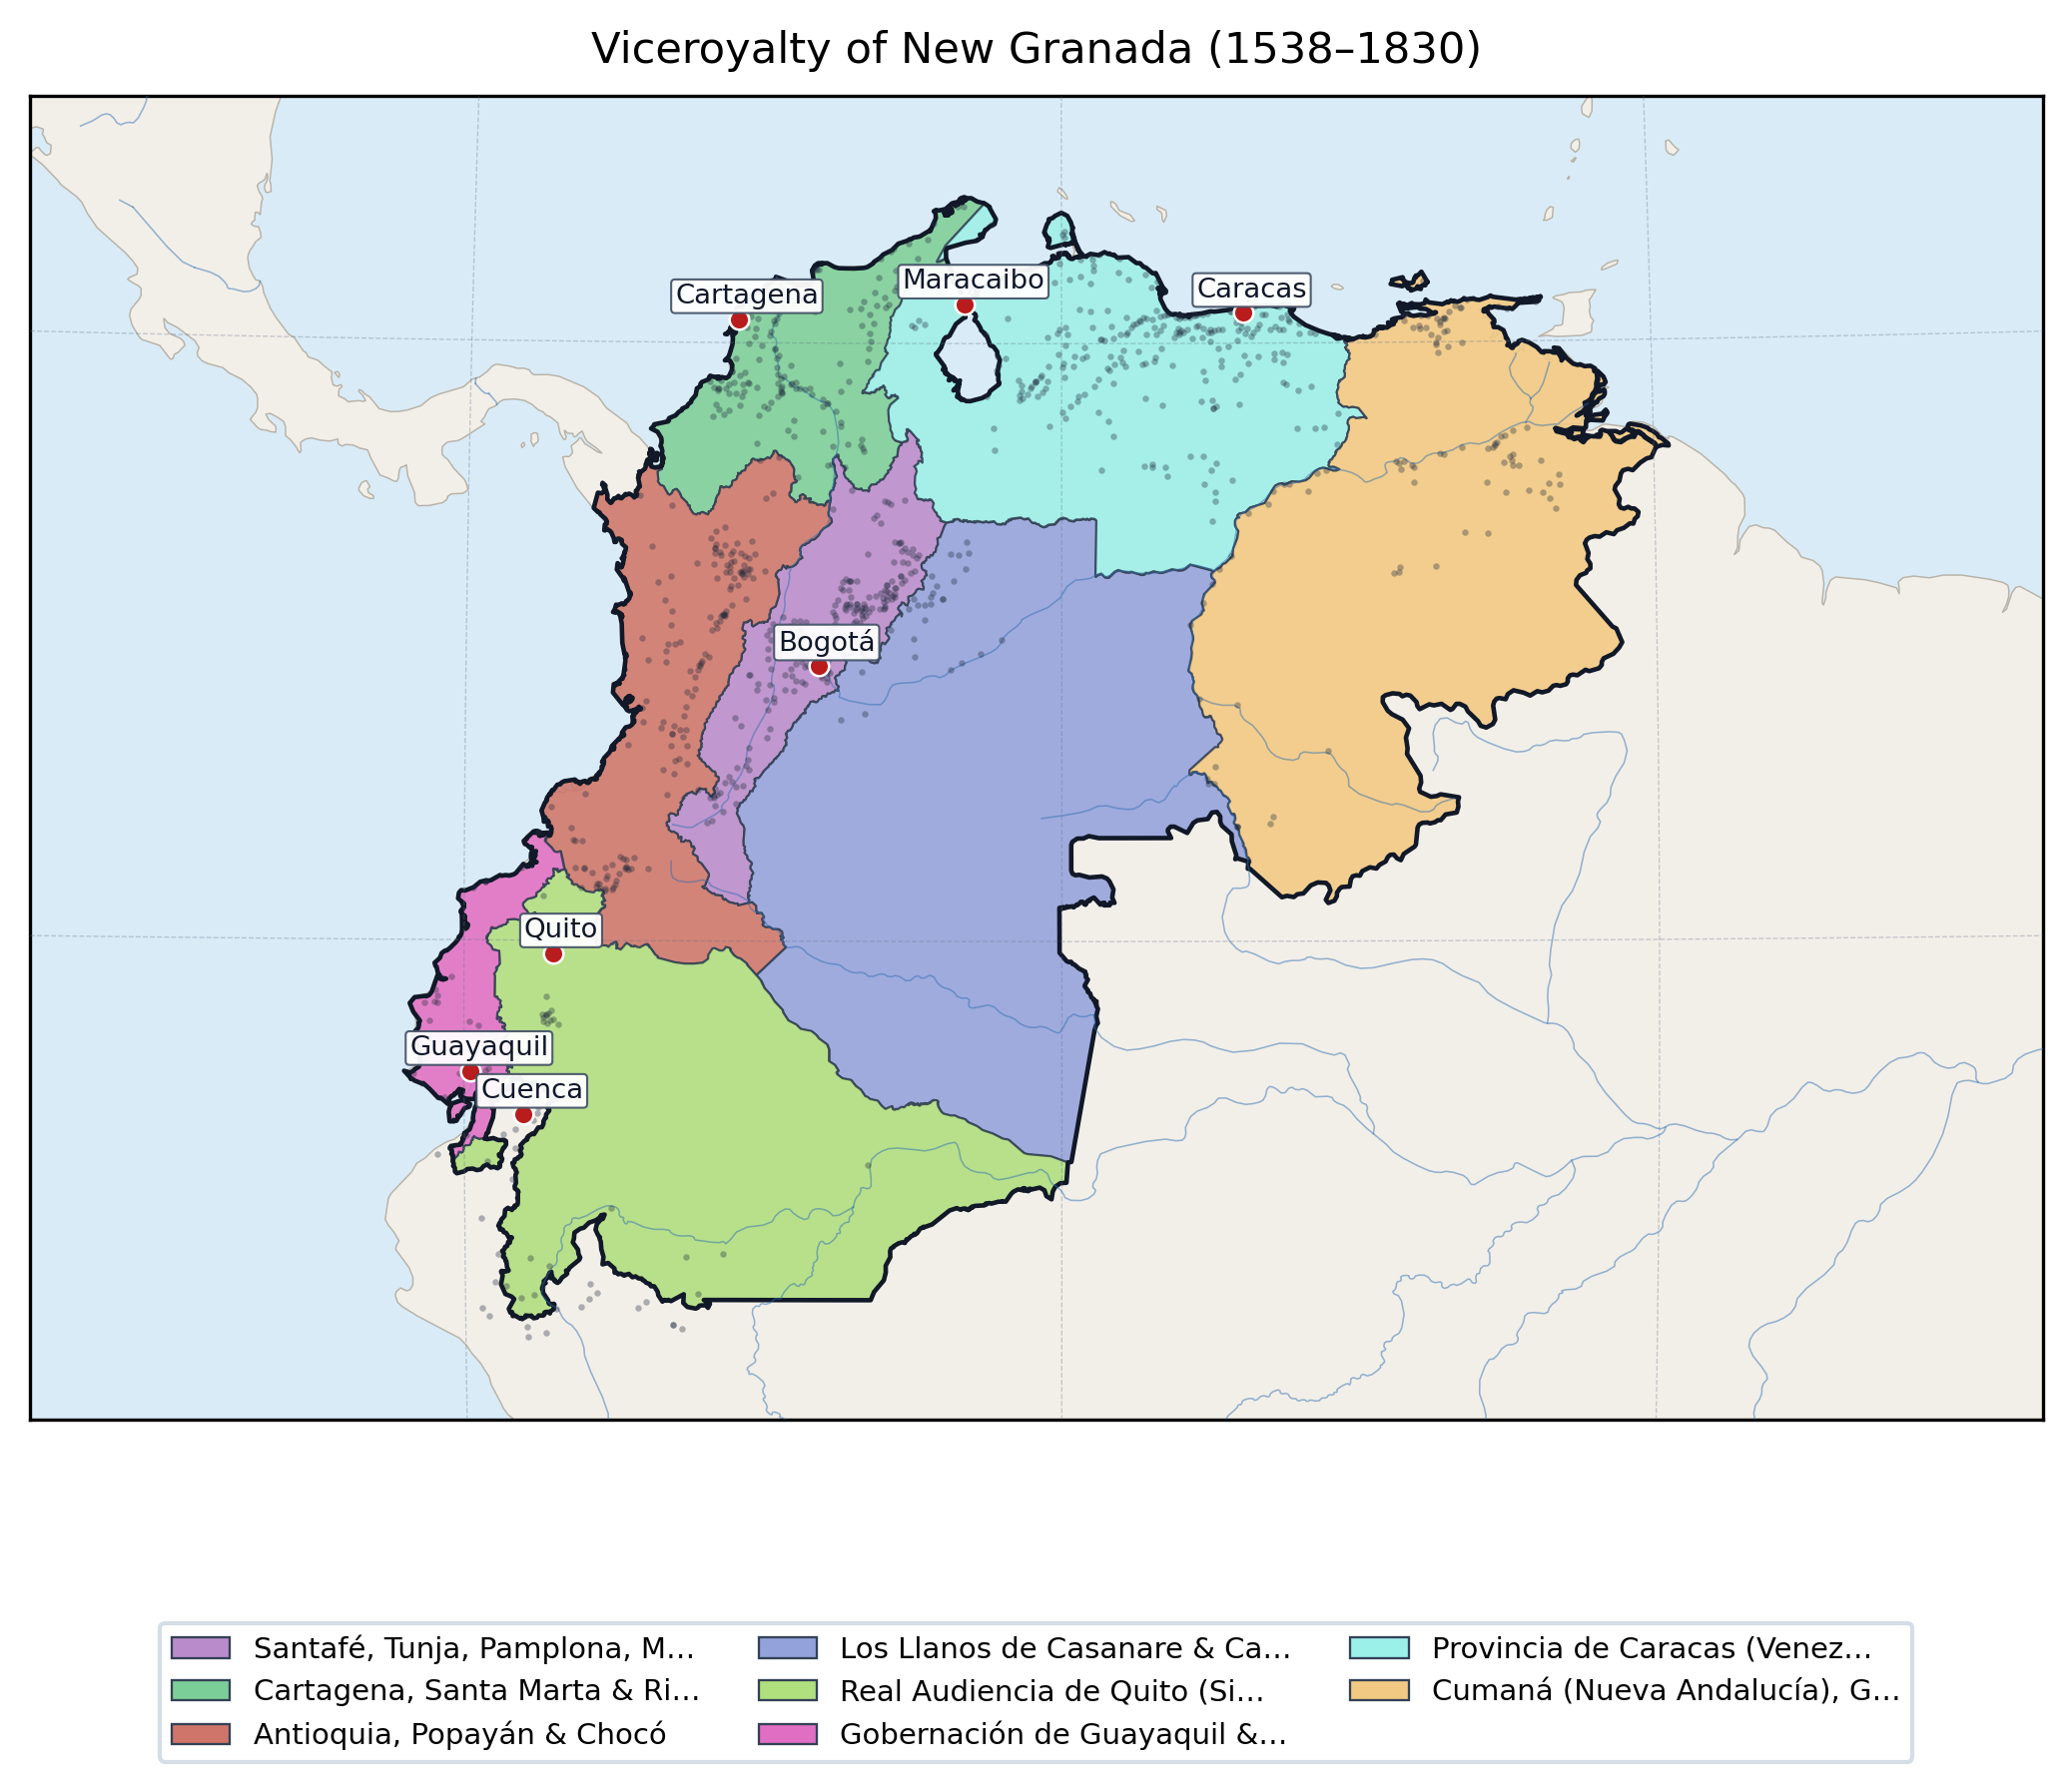 Viceroyalty of New Granada (1538–1830)
Cartagena
Maracaibo
Caracas
Bogotá
Quito
Guayaquil
Cuenca
Santafé, Tunja, Pamplona, M...
Cartagena, Santa Marta & Ri...
Antioquia, Popayán & Chocó
Los Llanos de Casanare & Ca...
Real Audiencia de Quito (Si...
Gobernación de Guayaquil &...
Provincia de Caracas (Venez...
Cumaná (Nueva Andalucía), G...